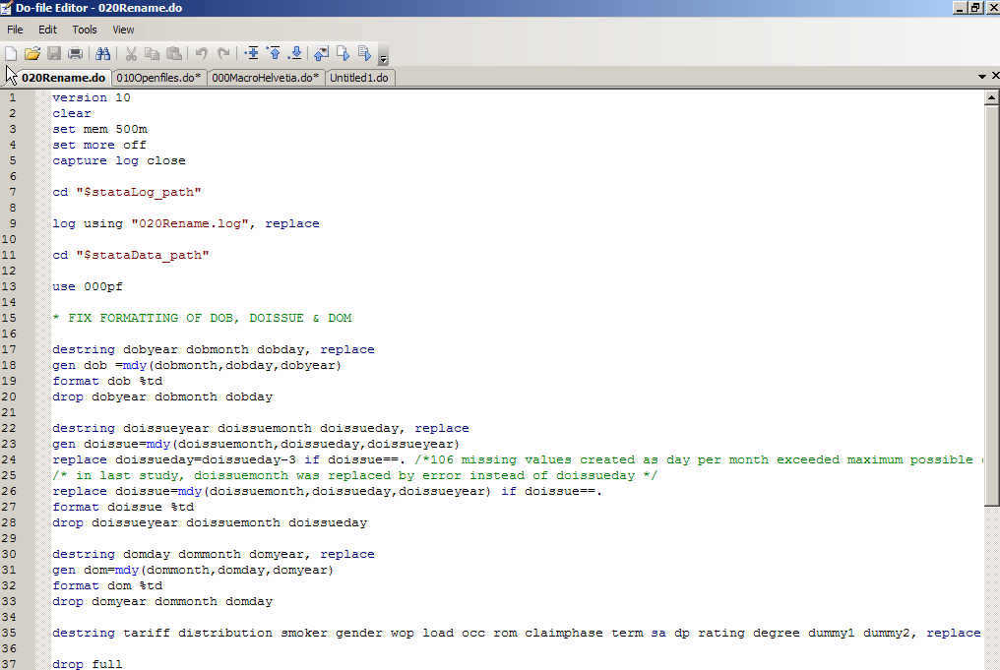 Do-file Editor - 020Rename.do
File Edit Tools View
020Rename.do 010Openfiles.do* 000MacroHelvetia.do* Untitled1.do
1 version 10
2 clear
3 set mem 500m
4 set more off
5 capture log close
6
7 cd "$stataLog_path"
8
9 log using "020Rename.log", replace
10
11 cd "$stataData_path"
12
13 use 000pf
14
15 * FIX FORMATTING OF DOB, DOISSUE & DOM
16
17 destring dobyear dobmonth dobday, replace
18 gen dob =mdy(dobmonth,dobday,dobyear)
19 format dob %td
20 drop dobyear dobmonth dobday
21
22 destring doissueyear doissuemonth doissueday, replace
23 gen doissue=mdy(doissuemonth,doissueday,doissueyear)
24 replace doissueday=doissueday-3 if doissue==. /*106 missing values created as day per month exceeded maximum possible
25 /* in last study, doissuemonth was replaced by error instead of doissueday */
26 replace doissue=mdy(doissuemonth,doissueday,doissueyear) if doissue==.
27 format doissue %td
28 drop doissueyear doissuemonth doissueday
29
30 destring domday dommonth domyear, replace
31 gen dom=mdy(dommonth,domday,domyear)
32 format dom %td
33 drop domyear dommonth domday
34
35 destring tariff distribution smoker gender wop load occ rom claimphase term sa dp rating degree dummy1 dummy2, replace
36
37 drop full